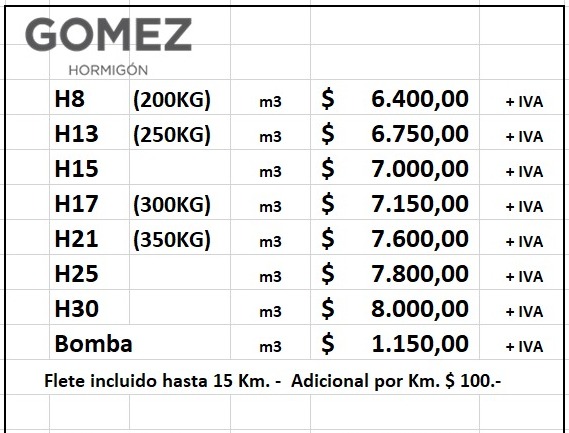 GOMEZ
HORMIGÓN
H8 (200KG) m3 $ 6.400,00 + IVA
H13 (250KG) m3 $ 6.750,00 + IVA
H15 m3 $ 7.000,00 + IVA
H17 (300KG) m3 $ 7.150,00 + IVA
H21 (350KG) m3 $ 7.600,00 + IVA
H25 m3 $ 7.800,00 + IVA
H30 m3 $ 8.000,00 + IVA
Bomba m3 $ 1.150,00 + IVA
Flete incluido hasta 15 Km. - Adicional por Km. $ 100.-